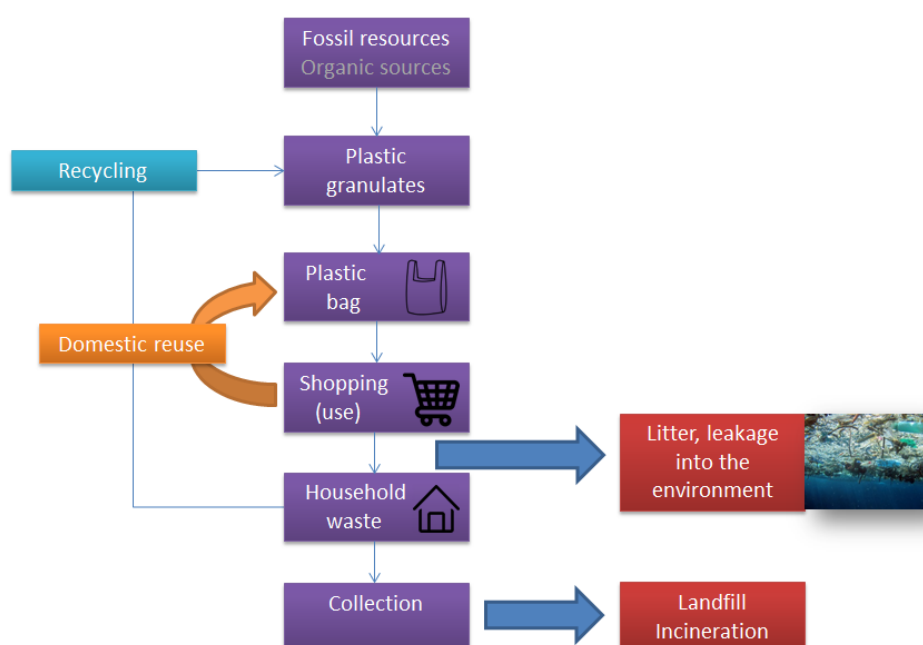 Fossil resources
Organic sources
Recycling
Plastic
granulates
Plastic
bag
Domestic reuse
Shopping
(use)
Litter, leakage
into the
environment
Household
waste
Collection
Landfill
Incineration